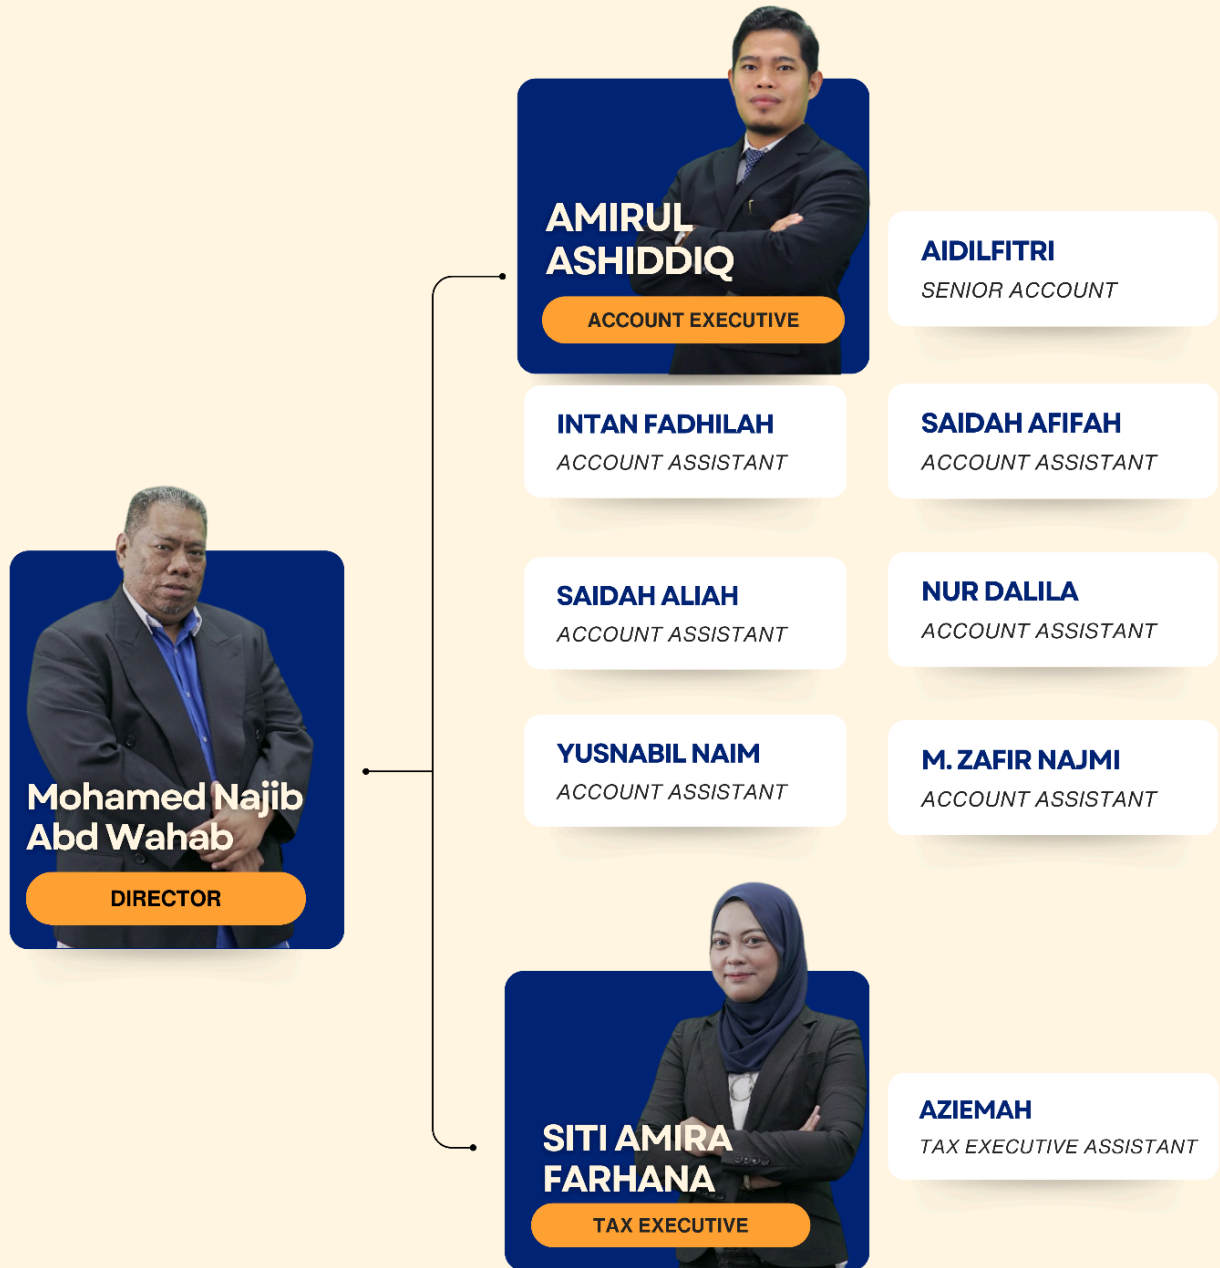 AMIRUL
ASHIDDIQ
ACCOUNT EXECUTIVE
AIDILFITRI
SENIOR ACCOUNT
INTAN FADHILAH
ACCOUNT ASSISTANT
SAIDAH AFIFAH
ACCOUNT ASSISTANT
SAIDAH ALIAH
ACCOUNT ASSISTANT
NUR DALILA
ACCOUNT ASSISTANT
YUSNABIL NAIM
ACCOUNT ASSISTANT
M. ZAFIR NAJMI
ACCOUNT ASSISTANT
Mohamed Najib
Abd Wahab
DIRECTOR
SITI AMIRA
FARHANA
TAX EXECUTIVE
AZIEMAH
TAX EXECUTIVE ASSISTANT